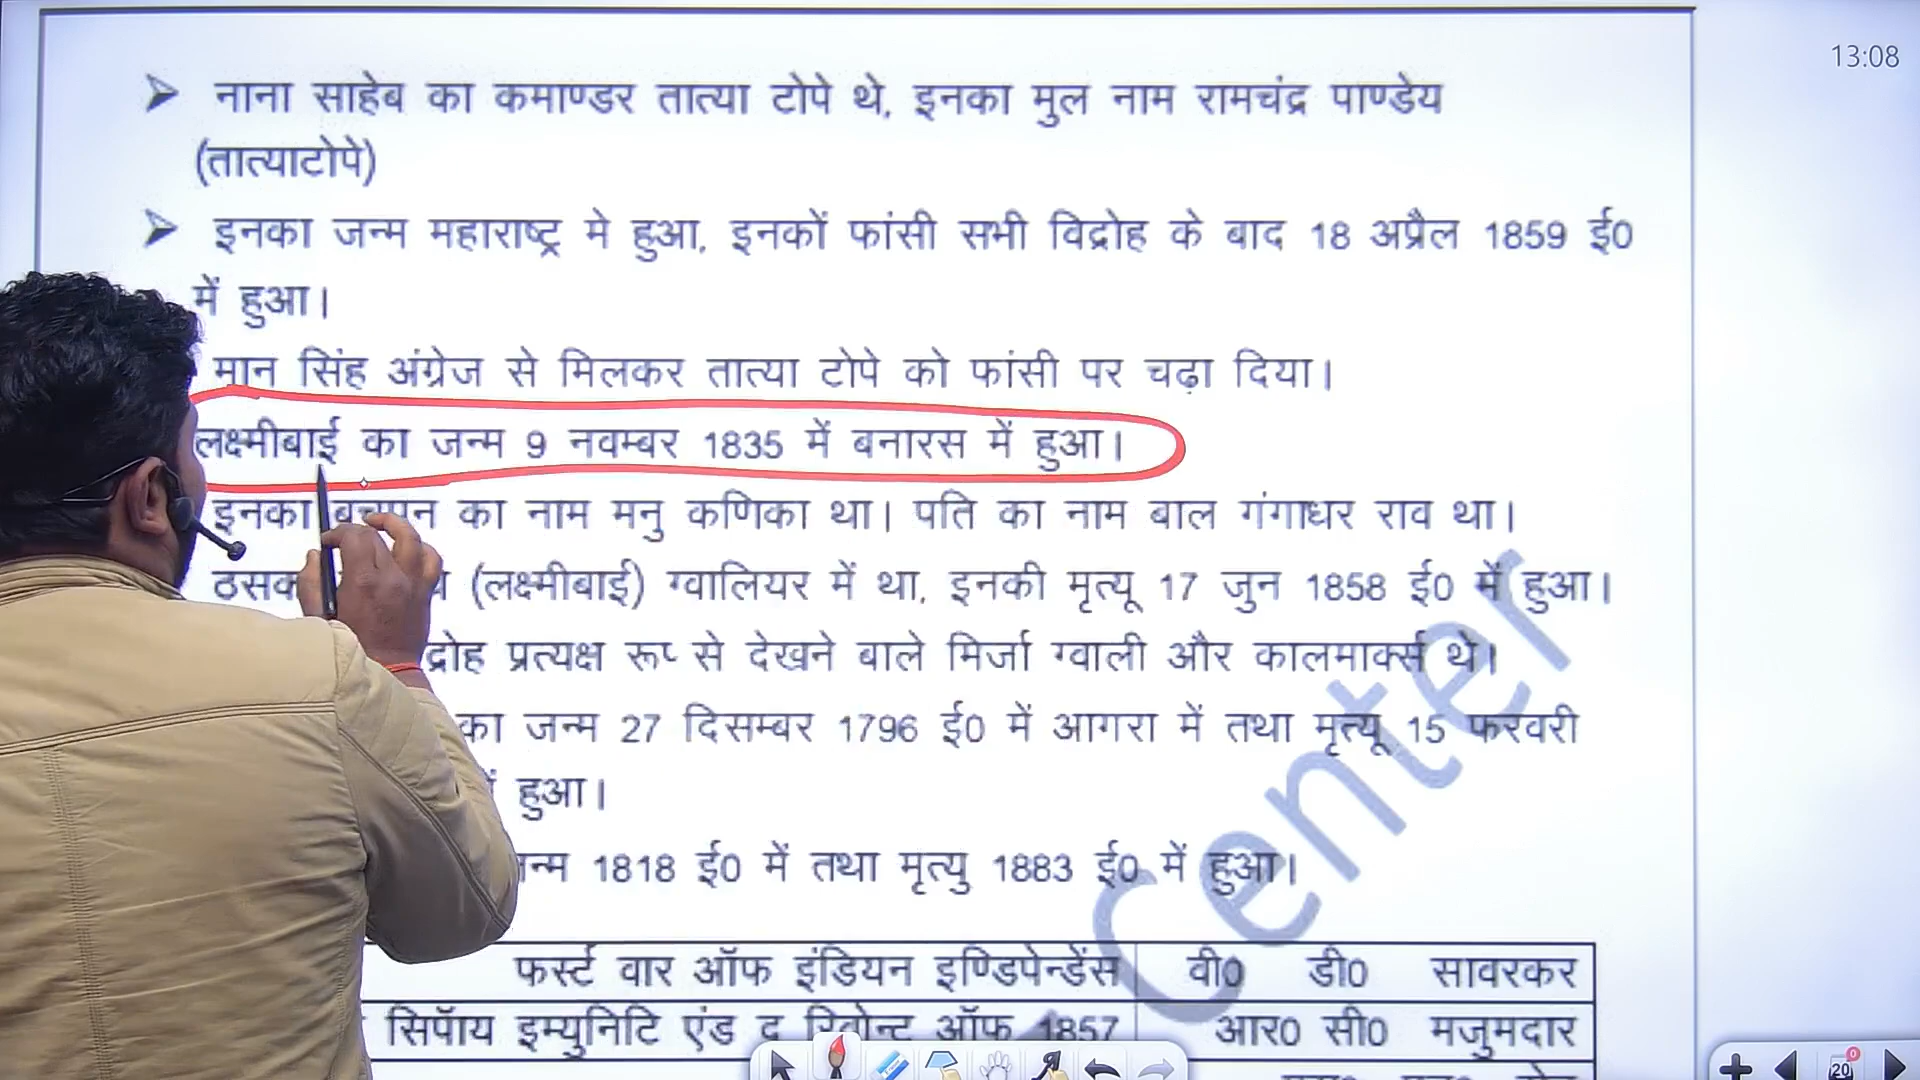 13:08
नाना साहेब का कमाण्डर तात्या टोपे थे, इनका मुल नाम रामचंद्र पाण्डेय
(तात्याटोपे)
इनका जन्म महाराष्ट्र मे हुआ, इनकों फांसी सभी विद्रोह के बाद 18 अप्रैल 1859 ई0
में हुआ।
मान सिंह अंग्रेज से मिलकर तात्या टोपे को फांसी पर चढ़ा दिया।
लक्ष्मीबाई का जन्म 9 नवम्बर 1835 में बनारस में हुआ।
इनका बचपन का नाम मनु कणिका था। पति का नाम बाल गंगाधर राव था।
(लक्ष्मीबाई) ग्वालियर में था, इनकी मृत्यू 17 जुन 1858 ई0 में हुआ।
प्रत्यक्ष रूप से देखने वाले मिर्जा ग्वाली और कालमार्क्स थे।
का जन्म 27 दिसम्बर 1796 ई0 में आगरा में तथा मृत्यू 15 फरवरी
हुआ।
1818 ई0 में तथा मृत्यु 1883 ई0 में हुआ।
फर्स्ट वार ऑफ इंडियन इण्डिपेन्डेंस वी0 डी0 सावरकर
सिपॅाय इम्युनिटि एंड द रिवोल्ट ऑफ 1857 आर0 सी0 मजुमदार
Center
20
0